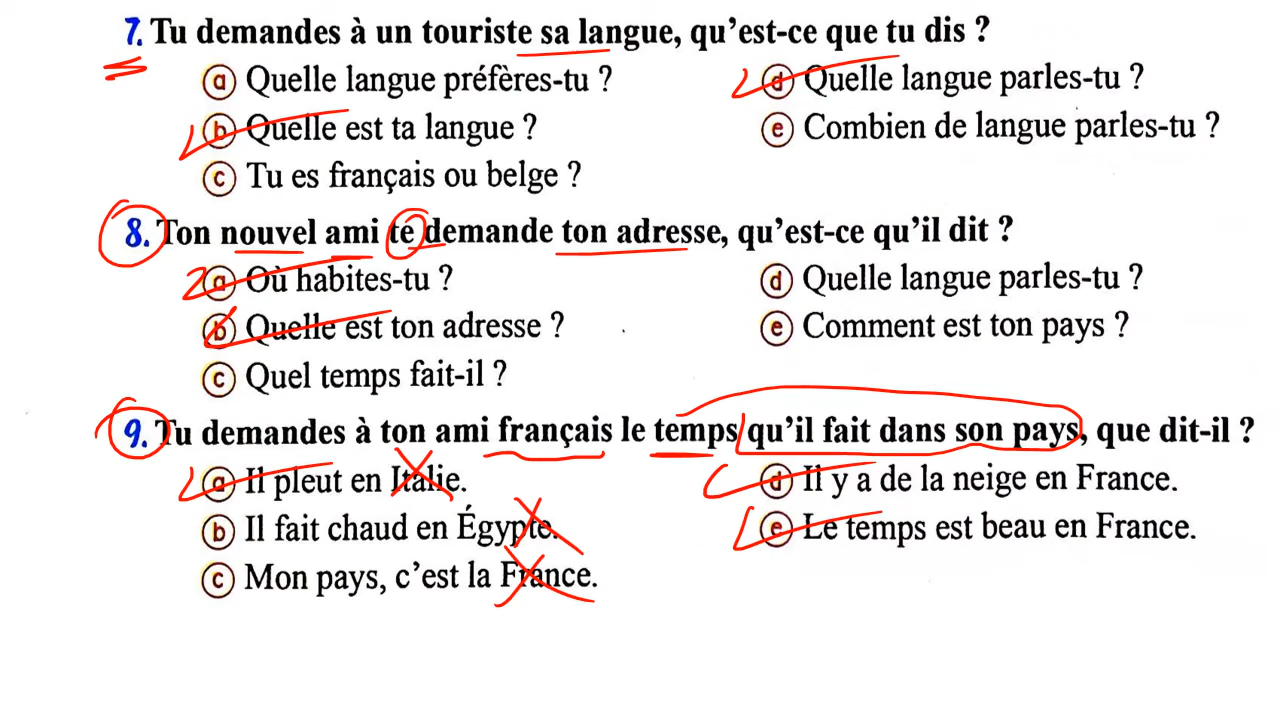 7. Tu demandes à un touriste sa langue, qu'est-ce que tu dis ?
a Quelle langue préfères-tu ?
d Quelle langue parles-tu ?
b Quelle est ta langue ?
e Combien de langue parles-tu ?
c Tu es français ou belge ?
8. Ton nouvel ami te demande ton adresse, qu'est-ce qu'il dit ?
a Où habites-tu ?
d Quelle langue parles-tu ?
b Quelle est ton adresse ?
e Comment est ton pays ?
c Quel temps fait-il ?
9. Tu demandes à ton ami français le temps qu'il fait dans son pays, que dit-il ?
a Il pleut en Italie.
d Il y a de la neige en France.
b Il fait chaud en Égypte.
e Le temps est beau en France.
c Mon pays, c'est la France.